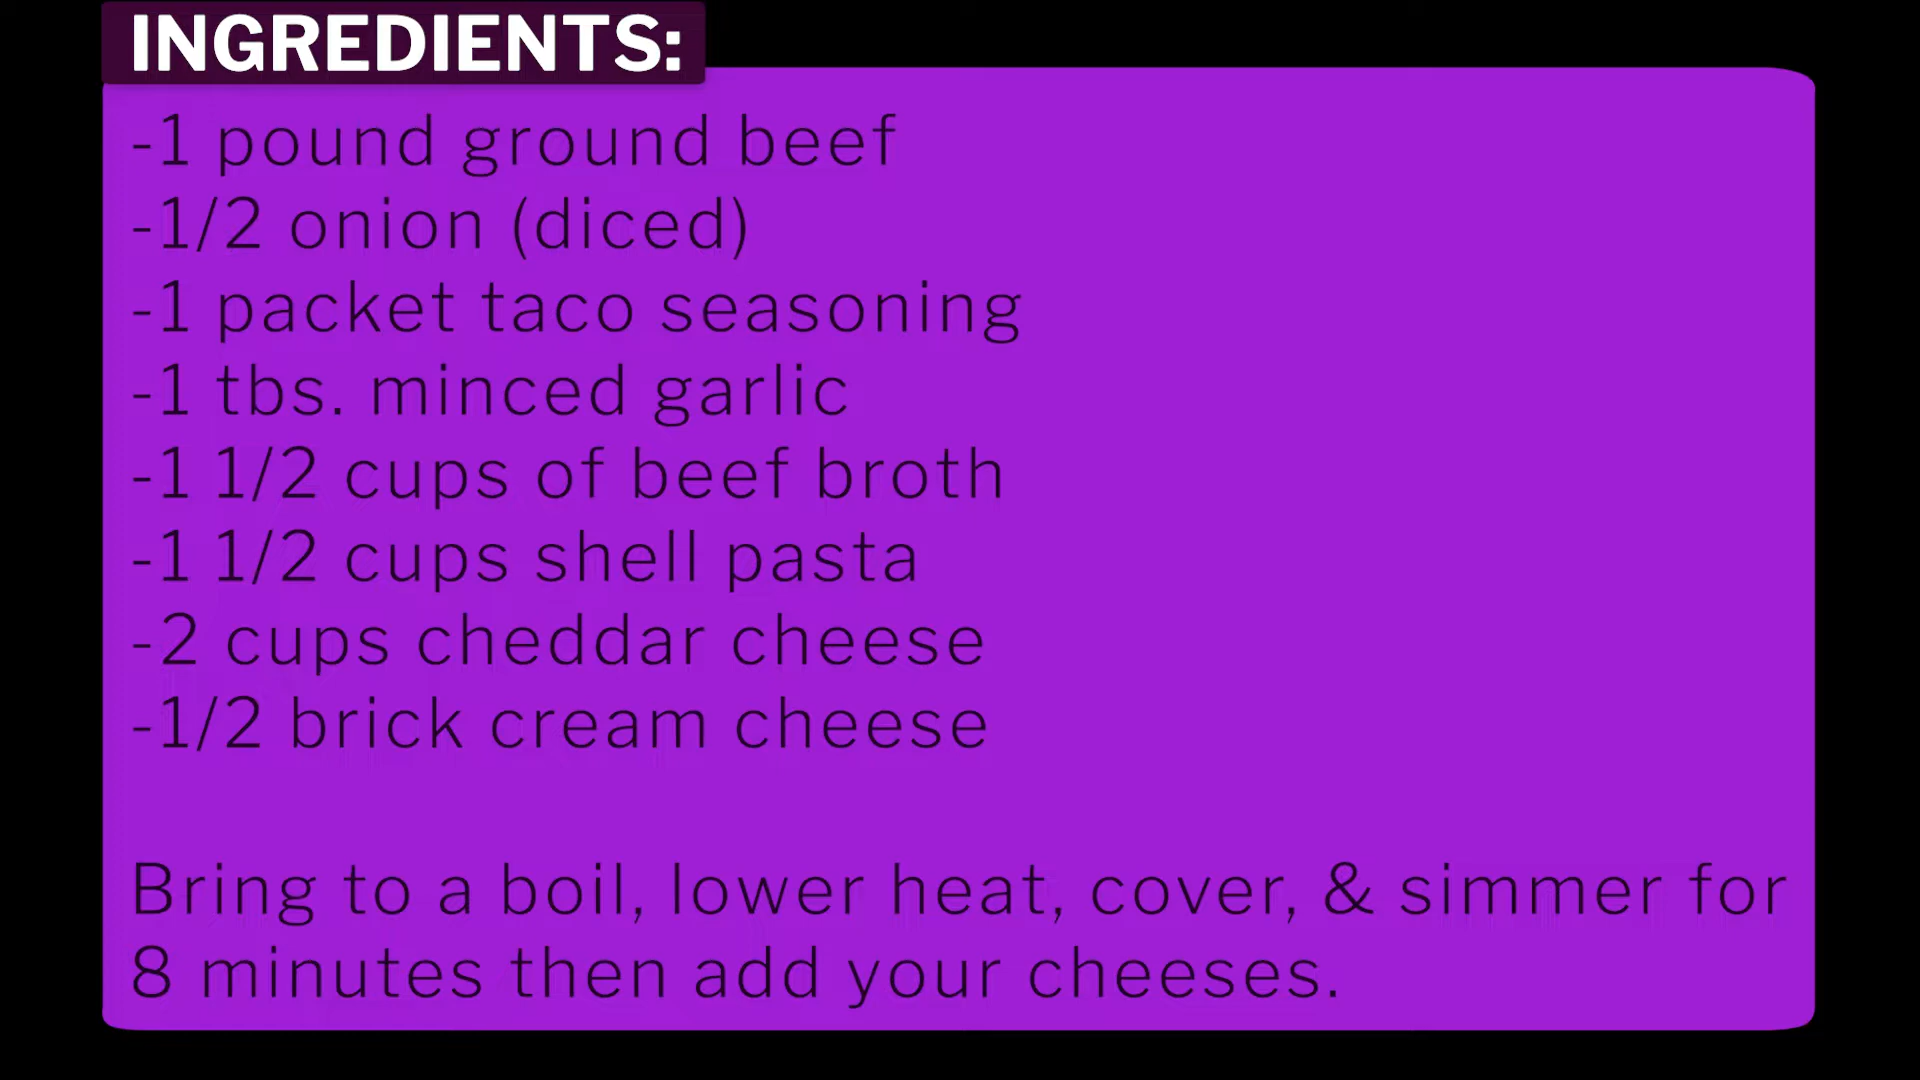 INGREDIENTS:
-1 pound ground beef
-1/2 onion (diced)
-1 packet taco seasoning
-1 tbs. minced garlic
-1 1/2 cups of beef broth
-1 1/2 cups shell pasta
-2 cups cheddar cheese
-1/2 brick cream cheese
Bring to a boil, lower heat, cover, & simmer for
8 minutes then add your cheeses.